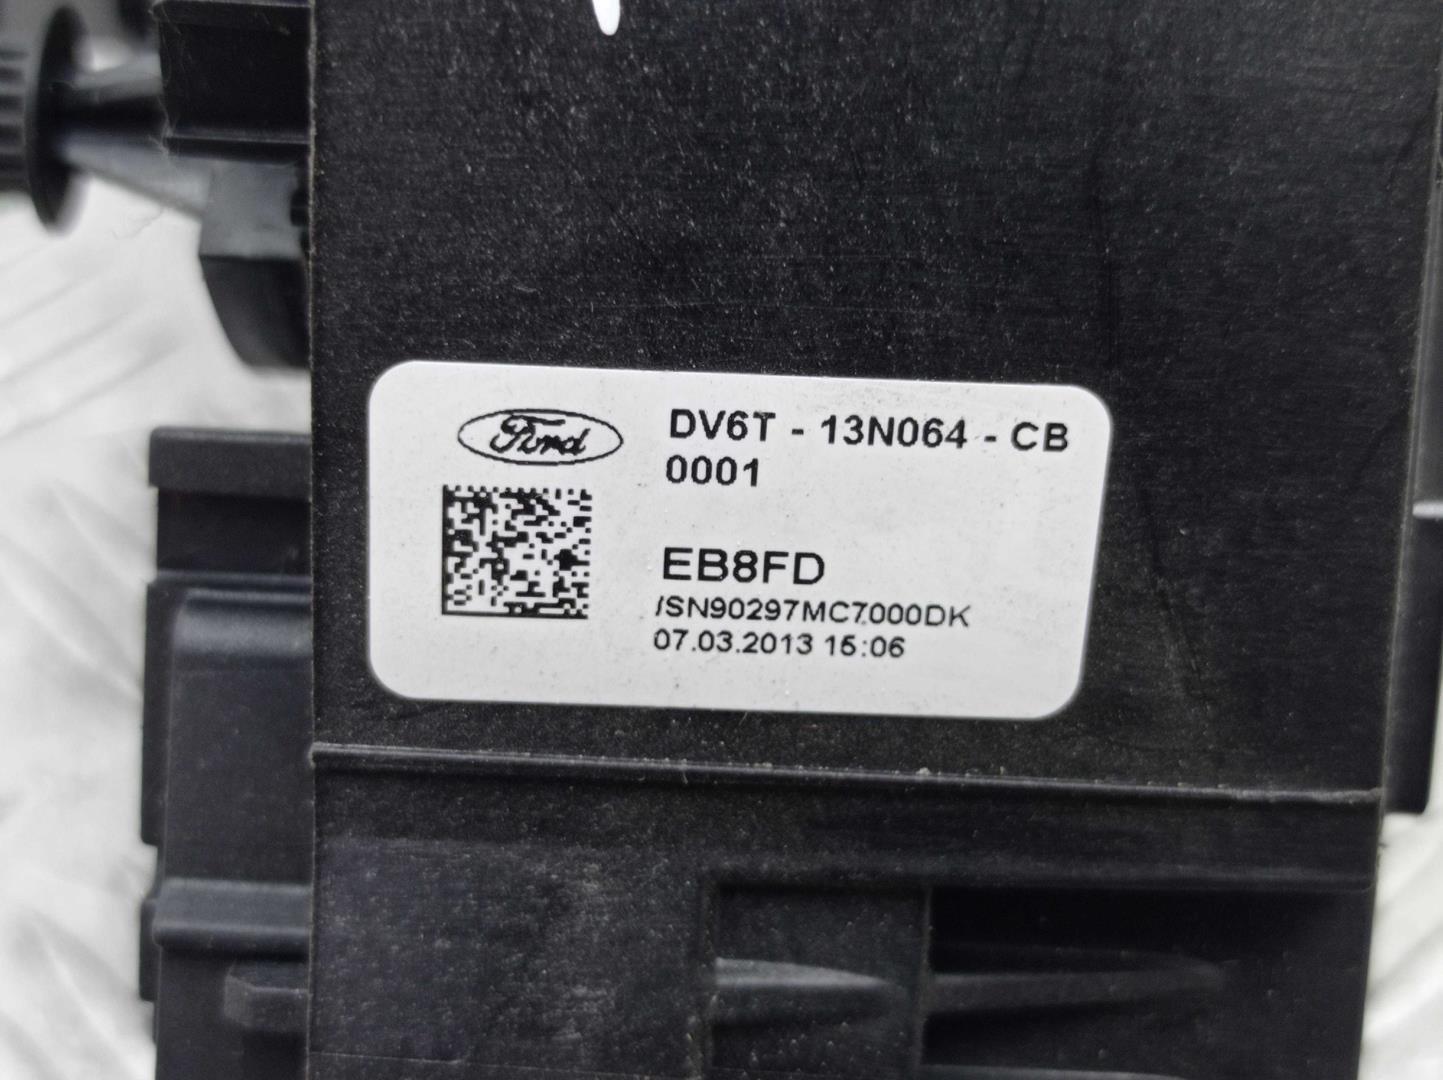 Ford
DV6T - 13N064 - CB
0001
EB8FD
/SN90297MC7000DK
07.03.2013 15:06